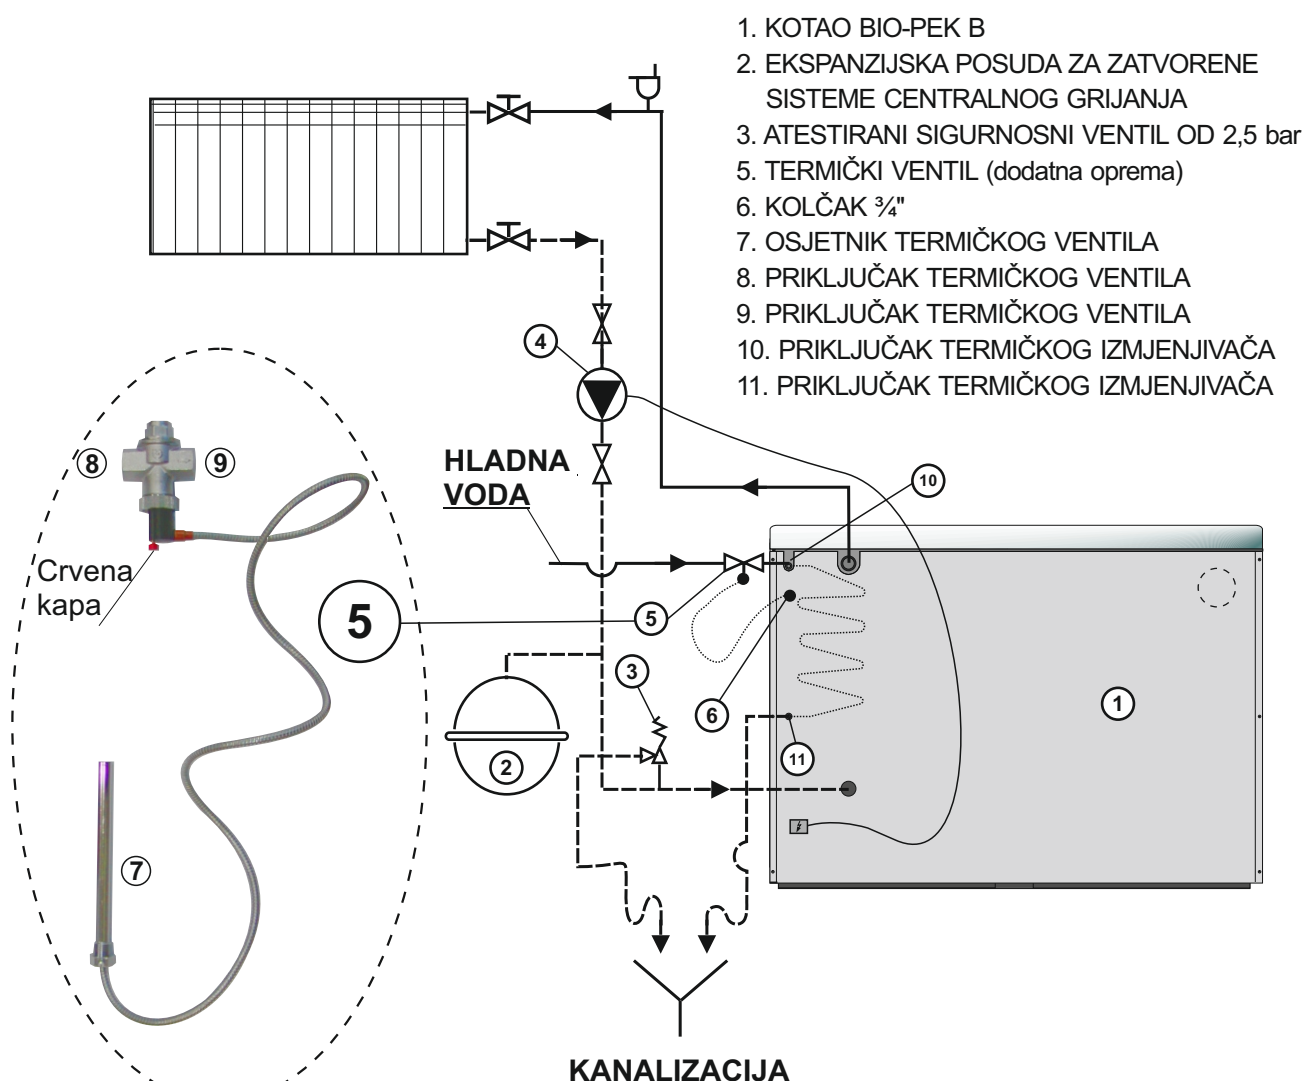 1. KOTAO BIO-PEK B
2. EKSPANZIJSKA POSUDA ZA ZATVORENE
SISTEME CENTRALNOG GRIJANJA
3. ATESTIRANI SIGURNOSNI VENTIL OD 2,5 bar
5. TERMIČKI VENTIL (dodatna oprema)
6. KOLČAK ¾"
7. OSJETNIK TERMIČKOG VENTILA
8. PRIKLJUČAK TERMIČKOG VENTILA
9. PRIKLJUČAK TERMIČKOG VENTILA
10. PRIKLJUČAK TERMIČKOG IZMJENJIVAČA
11. PRIKLJUČAK TERMIČKOG IZMJENJIVAČA
4
8
9
HLADNA
VODA
10
Crvena
kapa
5
5
3
6
1
2
11
7
KANALIZACIJA